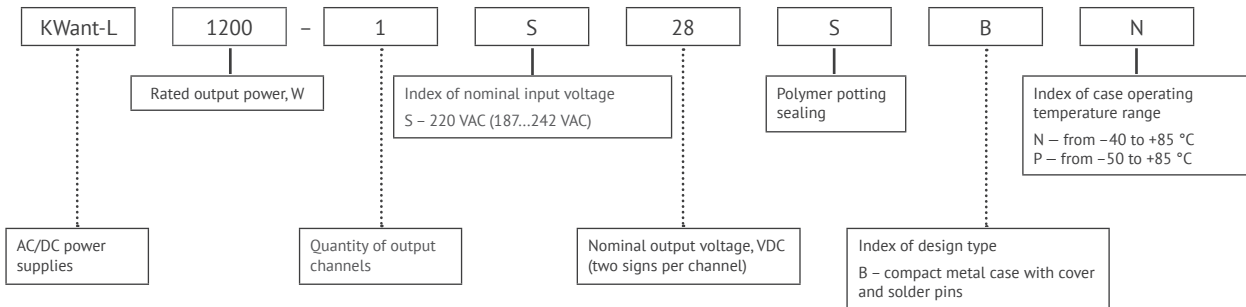 KWant-L 1200 – 1 S 28 S B N
Rated output power, W
Index of nominal input voltage
S – 220 VAC (187...242 VAC)
Polymer potting
sealing
Index of case operating
temperature range
N — from –40 to +85 °C
P — from –50 to +85 °C
AC/DC power
supplies
Quantity of output
channels
Nominal output voltage, VDC
(two signs per channel)
Index of design type
B – compact metal case with cover
and solder pins